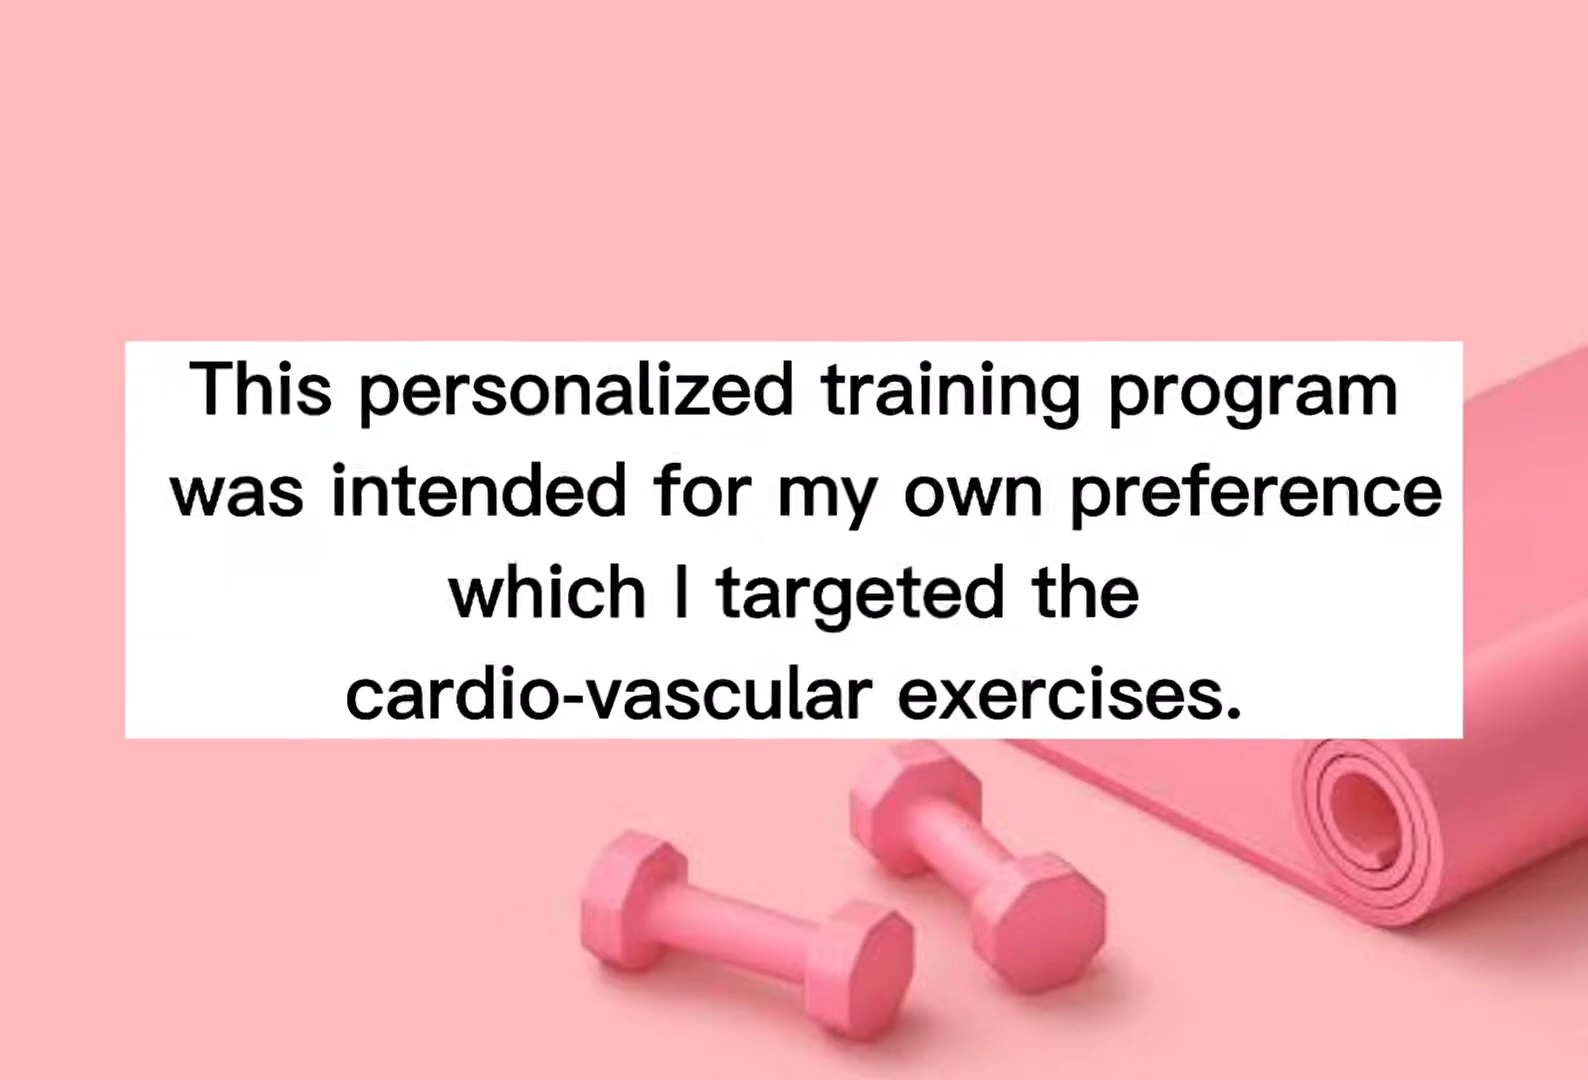 This personalized training program
was intended for my own preference
which I targeted the
cardio-vascular exercises.